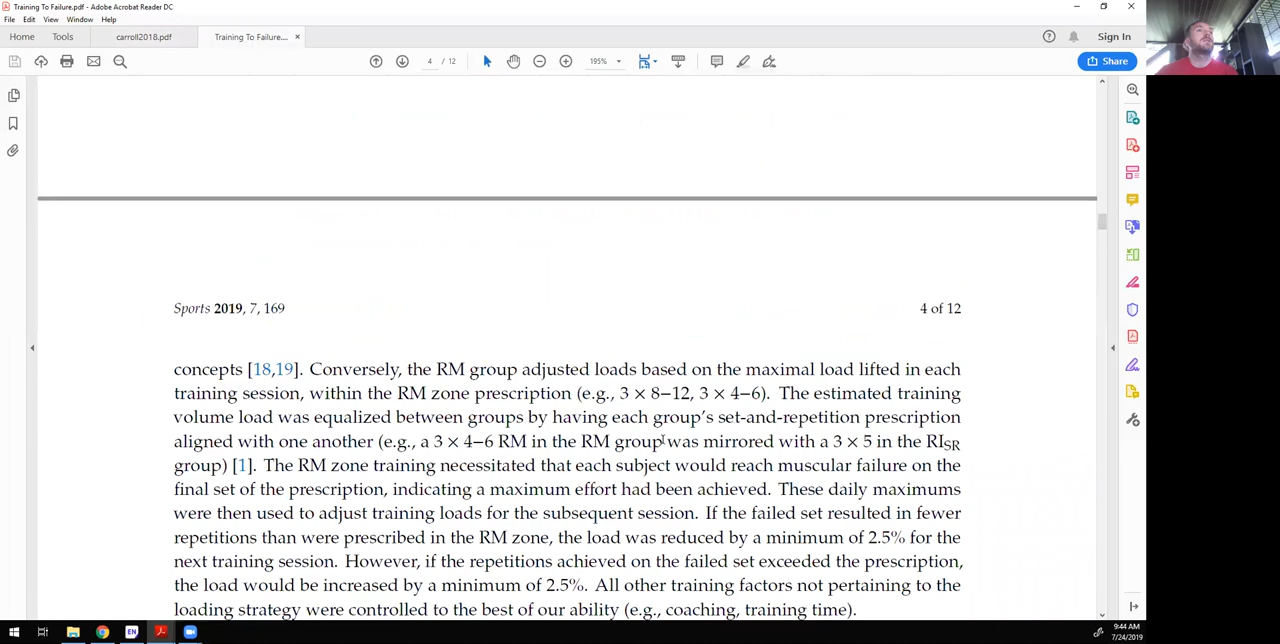 Training To Failure.pdf - Adobe Acrobat Reader DC
File Edit View Window Help
Home Tools carroll2018.pdf Training To Failure... × Sign In
4 / 12 195% Share
Sports 2019, 7, 169 4 of 12
concepts [18,19]. Conversely, the RM group adjusted loads based on the maximal load lifted in each
training session, within the RM zone prescription (e.g., 3 × 8–12, 3 × 4–6). The estimated training
volume load was equalized between groups by having each group's set-and-repetition prescription
aligned with one another (e.g., a 3 × 4–6 RM in the RM group was mirrored with a 3 × 5 in the RISR
group) [1]. The RM zone training necessitated that each subject would reach muscular failure on the
final set of the prescription, indicating a maximum effort had been achieved. These daily maximums
were then used to adjust training loads for the subsequent session. If the failed set resulted in fewer
repetitions than were prescribed in the RM zone, the load was reduced by a minimum of 2.5% for the
next training session. However, if the repetitions achieved on the failed set exceeded the prescription,
the load would be increased by a minimum of 2.5%. All other training factors not pertaining to the
loading strategy were controlled to the best of our ability (e.g., coaching, training time).
EN 9:44 AM
7/24/2019